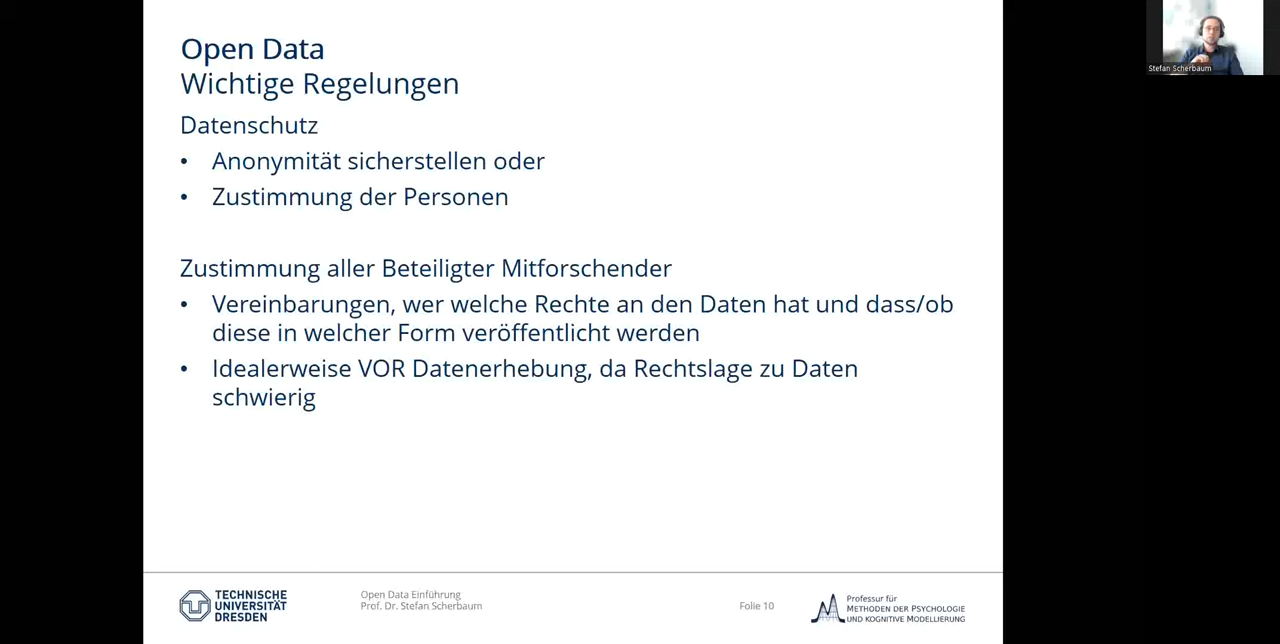 Open Data
Wichtige Regelungen
Datenschutz
• Anonymität sicherstellen oder
• Zustimmung der Personen
Zustimmung aller Beteiligter Mitforschender
• Vereinbarungen, wer welche Rechte an den Daten hat und dass/ob
diese in welcher Form veröffentlicht werden
• Idealerweise VOR Datenerhebung, da Rechtslage zu Daten
schwierig
TECHNISCHE
UNIVERSITÄT
DRESDEN
Open Data Einführung
Prof. Dr. Stefan Scherbaum
Folie 10
Professur für
METHODEN DER PSYCHOLOGIE
UND KOGNITIVE MODELLIERUNG
Stefan Scherbaum